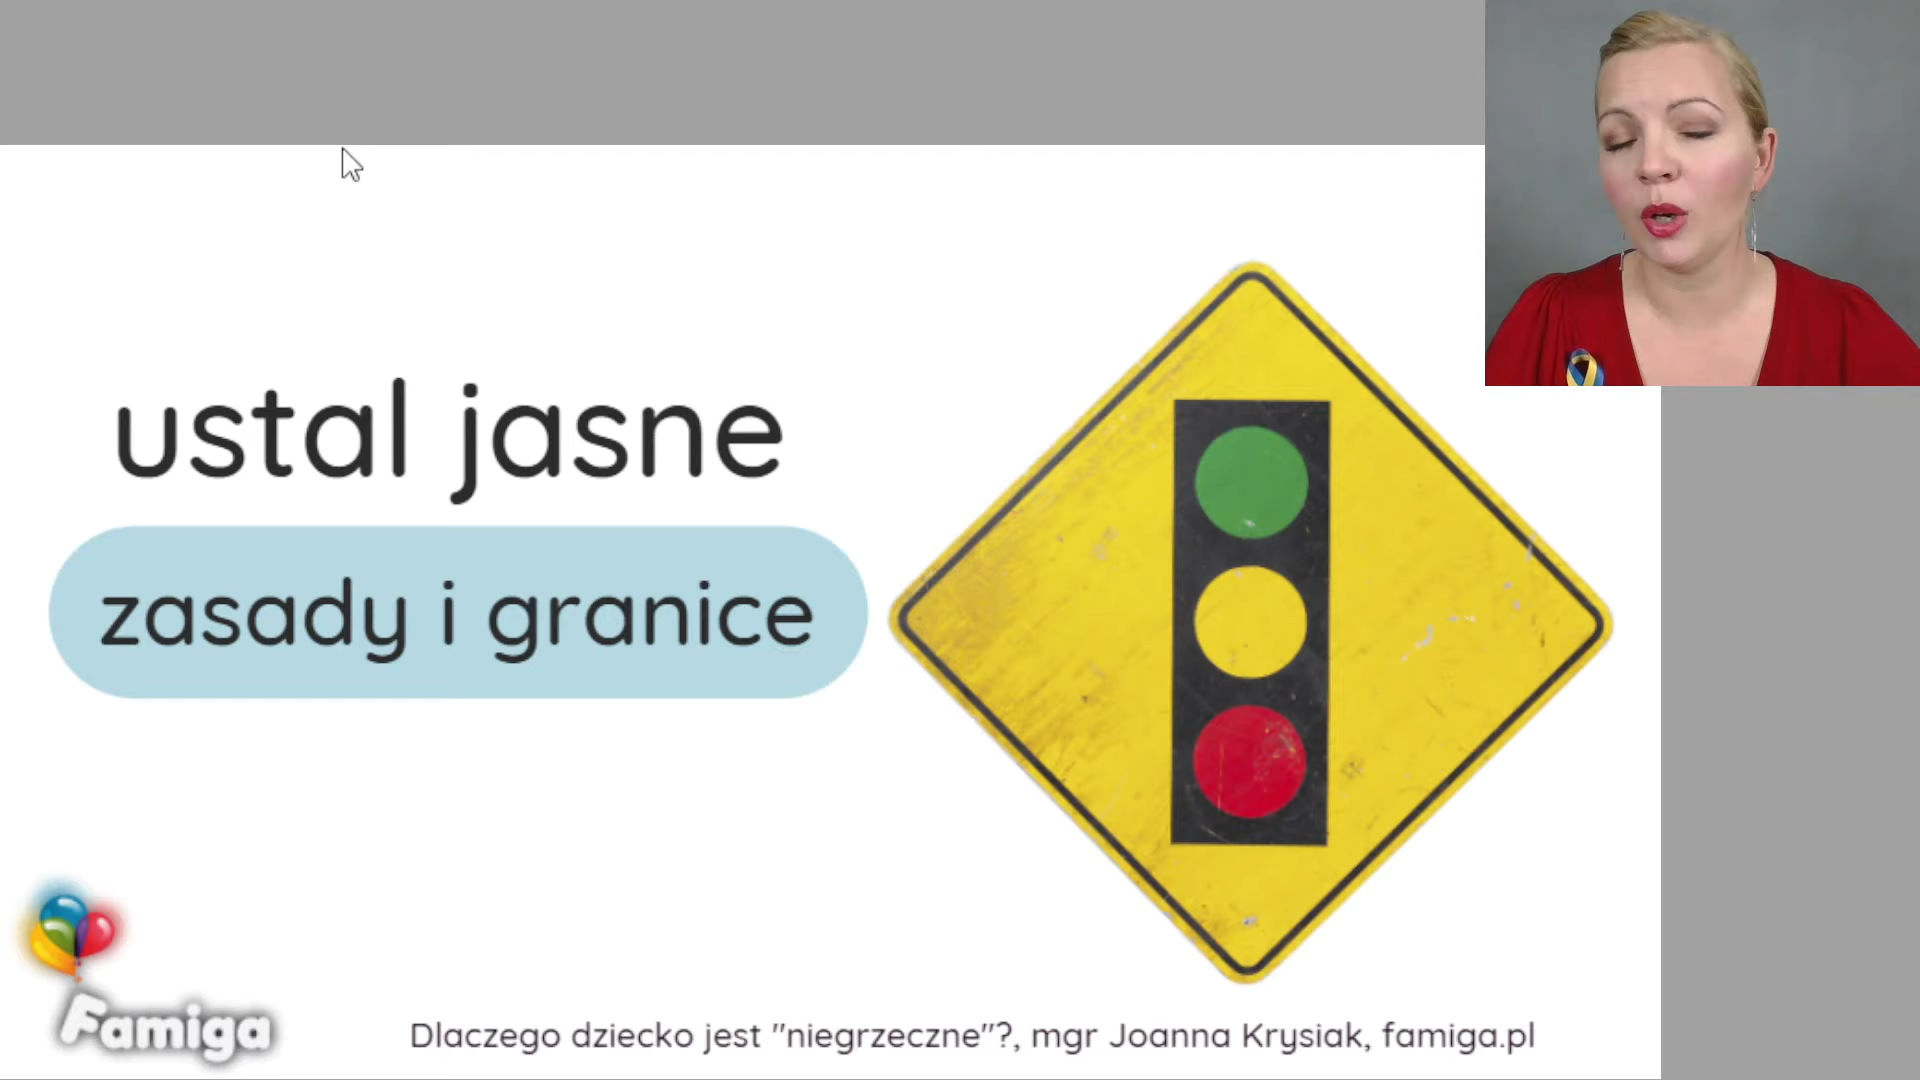 ustal jasne
zasady i granice
Famiga
Dlaczego dziecko jest "niegrzeczne"?, mgr Joanna Krysiak, famiga.pl